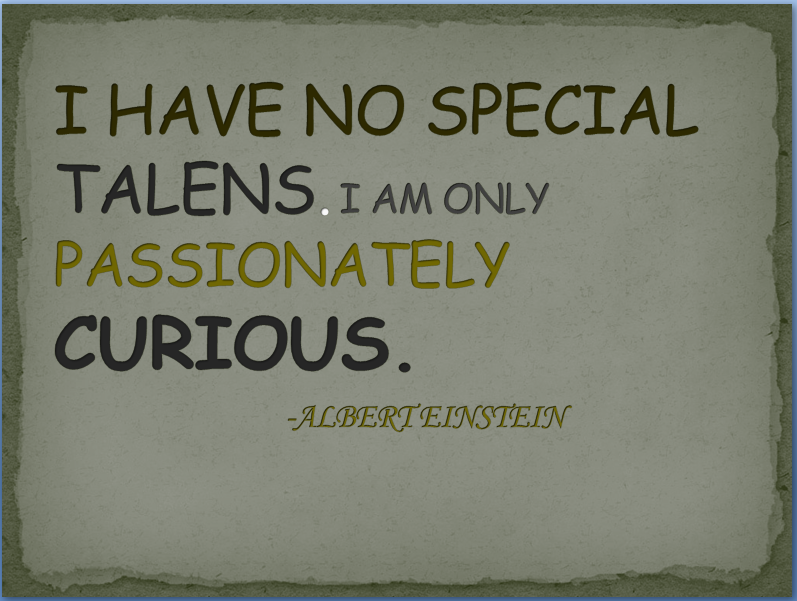 I HAVE NO SPECIAL
TALENS. I AM ONLY
PASSIONATELY
CURIOUS.
-ALBERT EINSTEIN